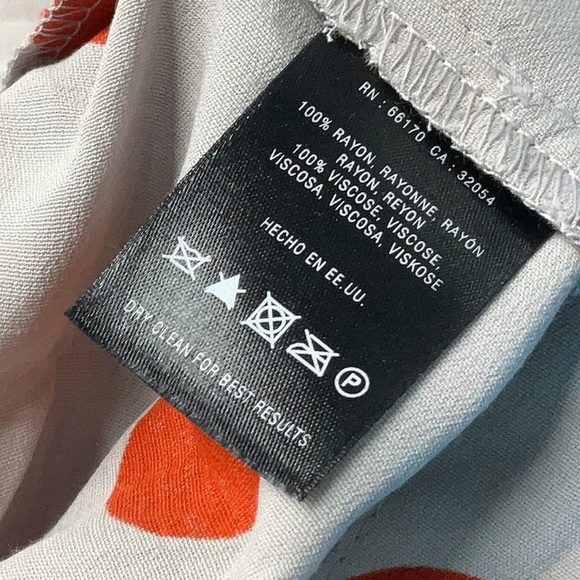 RN : 66170 CA : 32054
100% RAYON, RAYONNE, RAYÓN
RAYON, REYON
100% VISCOSE, VISCOSE,
VISCOSA, VISCOSA, VISKOSE
HECHO EN EE.UU.
P
DRY CLEAN FOR BEST RESULTS